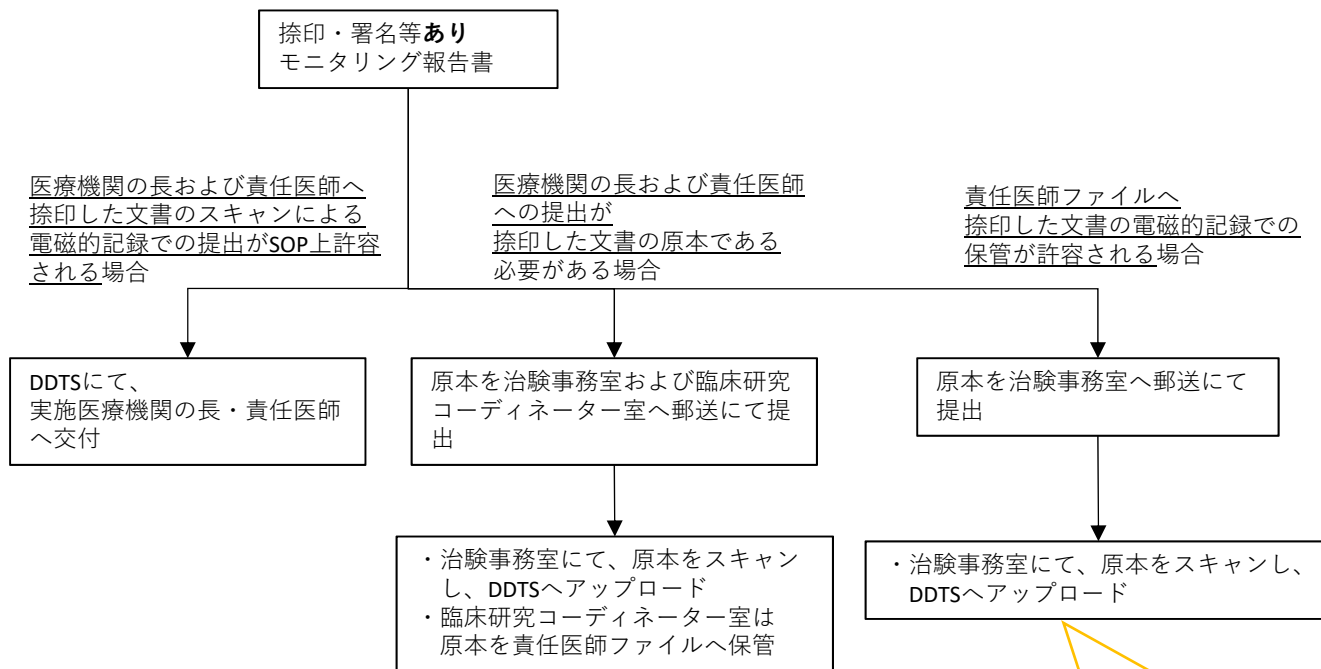 捺印・署名等あり
モニタリング報告書
医療機関の長および責任医師へ
捺印した文書のスキャンによる
電磁的記録での提出がSOP上許容
される場合
医療機関の長および責任医師
への提出が
捺印した文書の原本である
必要がある場合
責任医師ファイルへ
捺印した文書の電磁的記録での
保管が許容される場合
DDTSにて、
実施医療機関の長・責任医師
へ交付
原本を治験事務室および臨床研究
コーディネーター室へ郵送にて提
出
原本を治験事務室へ郵送にて
提出
・治験事務室にて、原本をスキャン
し、DDTSへアップロード
・臨床研究コーディネーター室は
原本を責任医師ファイルへ保管
・治験事務室にて、原本をスキャンし、
DDTSへアップロード